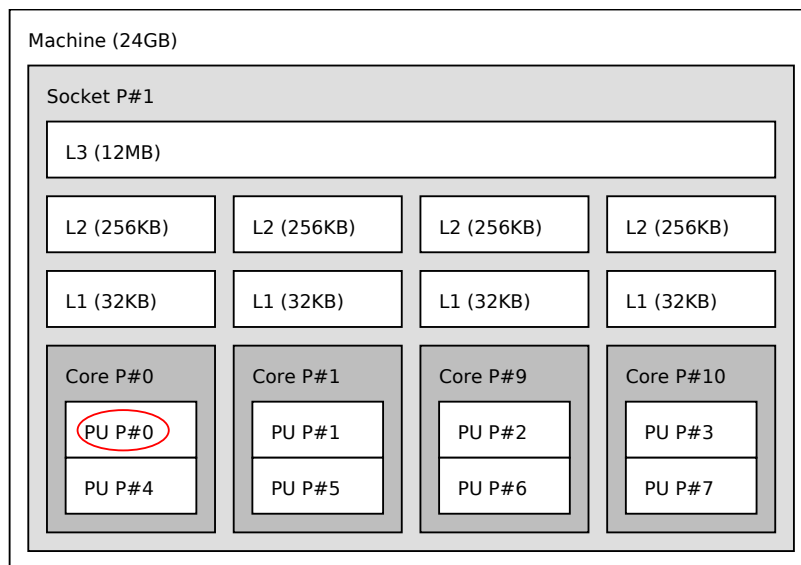 Machine (24GB)
Socket P#1
L3 (12MB)
L2 (256KB) L2 (256KB) L2 (256KB) L2 (256KB)
L1 (32KB) L1 (32KB) L1 (32KB) L1 (32KB)
Core P#0 Core P#1 Core P#9 Core P#10
PU P#0 PU P#1 PU P#2 PU P#3
PU P#4 PU P#5 PU P#6 PU P#7